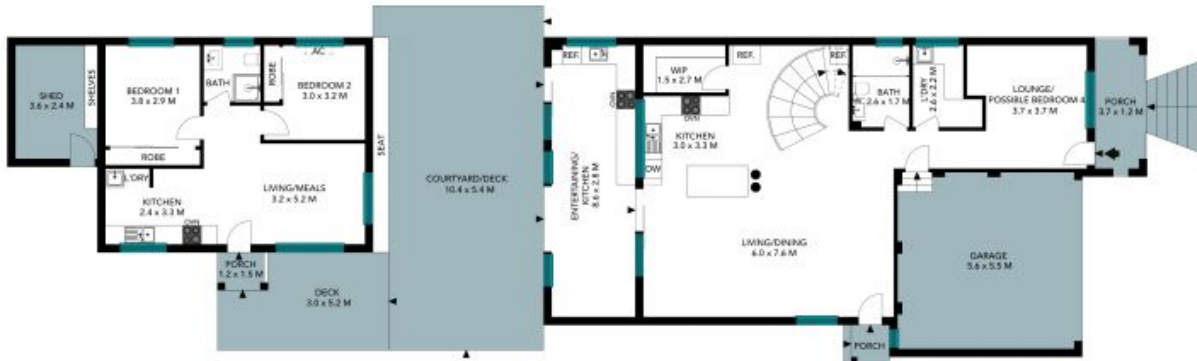 SHED
3.6 x 2.4 M
SHELVES
BEDROOM 1
3.8 x 2.9 M
ROBE
BATH
ROBE
AC
BEDROOM 2
3.0 x 3.2 M
L'DRY
KITCHEN
2.4 x 3.3 M
OVN
LIVING/MEALS
3.2 x 5.2 M
SEAT
PORCH
1.2 x 1.5 M
DECK
3.0 x 5.2 M
COURTYARD/DECK
10.4 x 5.4 M
REF.
OVN
ENTERTAINING/
KITCHEN
8.6 x 2.8 M
WIP
1.5 x 2.7 M
REF.
OVN
KITCHEN
3.0 x 3.3 M
DW
LIVING/DINING
6.0 x 7.6 M
REF.
BATH
2.6 x 1.7 M
L'DRY
2.6 x 2.2 M
LOUNGE/
POSSIBLE BEDROOM 4
3.7 x 3.7 M
PORCH
3.7 x 1.2 M
GARAGE
5.6 x 5.5 M
PORCH